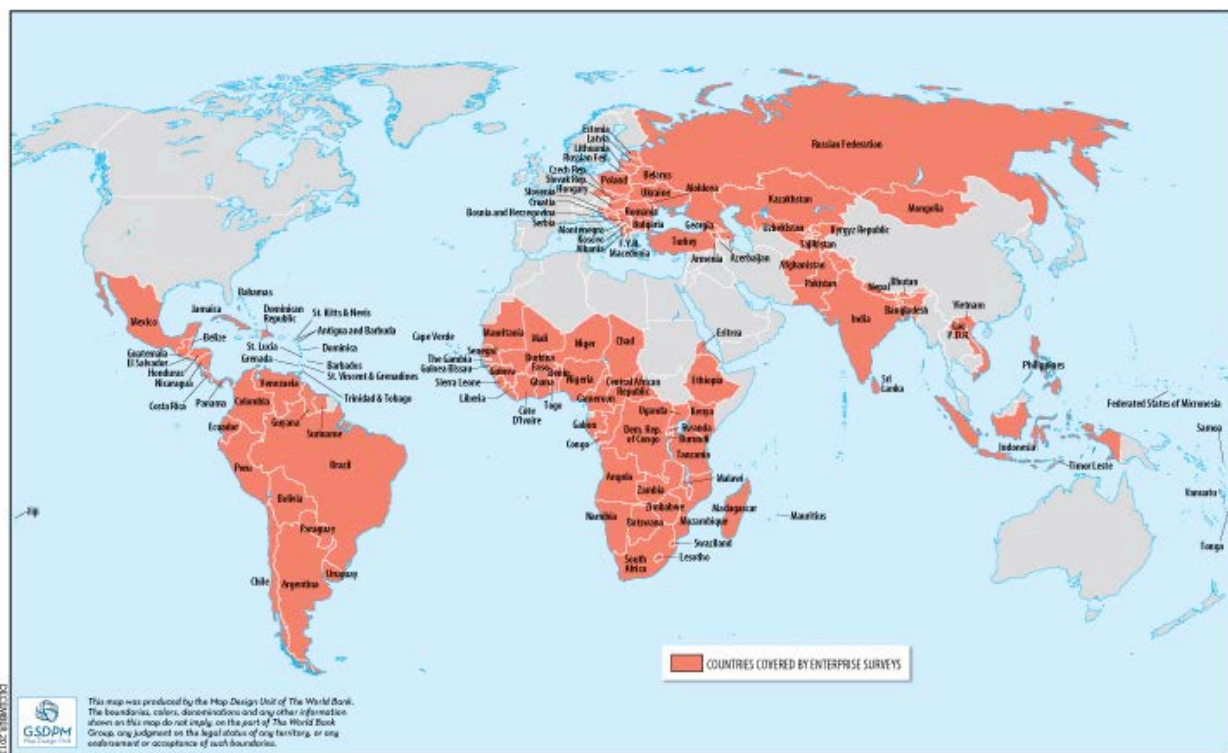 Russian Federation
Estonia
Latvia
Lithuania
Russian Fed.
Czech Rep.
Slovak Rep.
Hungary
Slovenia
Croatia
Bosnia and Herzegovina
Serbia
Montenegro
Kosovo
Albania
F.Y.R.
Macedonia
Poland
Belarus
Ukraine
Moldova
Romania
Bulgaria
Georgia
Turkey
Armenia
Azerbaijan
Kazakhstan
Mongolia
Uzbekistan
Kyrgyz Republic
Tajikistan
Afghanistan
Pakistan
Nepal
Bhutan
India
Bangladesh
Vietnam
Lao
P.D.R.
Sri
Lanka
Philippines
Federated States of Micronesia
Samoa
Indonesia
Timor Leste
Vanuatu
Tonga
Fiji
Mexico
Bahamas
Jamaica
Dominican
Republic
St. Kitts & Nevis
Antigua and Barbuda
Belize
St. Lucia
Dominica
Guatemala
El Salvador
Grenada
Barbados
Honduras
St. Vincent & Grenadines
Nicaragua
Costa Rica
Panama
Trinidad & Tobago
Venezuela
Colombia
Guyana
Suriname
Ecuador
Peru
Brazil
Bolivia
Paraguay
Chile
Argentina
Uruguay
Cape Verde
Mauritania
Mali
Niger
Chad
Eritrea
Senegal
The Gambia
Guinea Bissau
Guinea
Sierra Leone
Liberia
Burkina
Faso
Benin
Ghana
Côte
D'Ivoire
Togo
Nigeria
Cameroon
Central African
Republic
Ethiopia
Gabon
Congo
Dem. Rep.
of Congo
Uganda
Kenya
Rwanda
Burundi
Tanzania
Angola
Zambia
Malawi
Zimbabwe
Mozambique
Madagascar
Mauritius
Namibia
Botswana
Swaziland
Lesotho
South
Africa
COUNTRIES COVERED BY ENTERPRISE SURVEYS
GSDPM
Map Design Unit
This map was produced by the Map Design Unit of The World Bank.
The boundaries, colors, denominations and any other information
shown on this map do not imply, on the part of The World Bank
Group, any judgment on the legal status of any territory, or any
endorsement or acceptance of such boundaries.